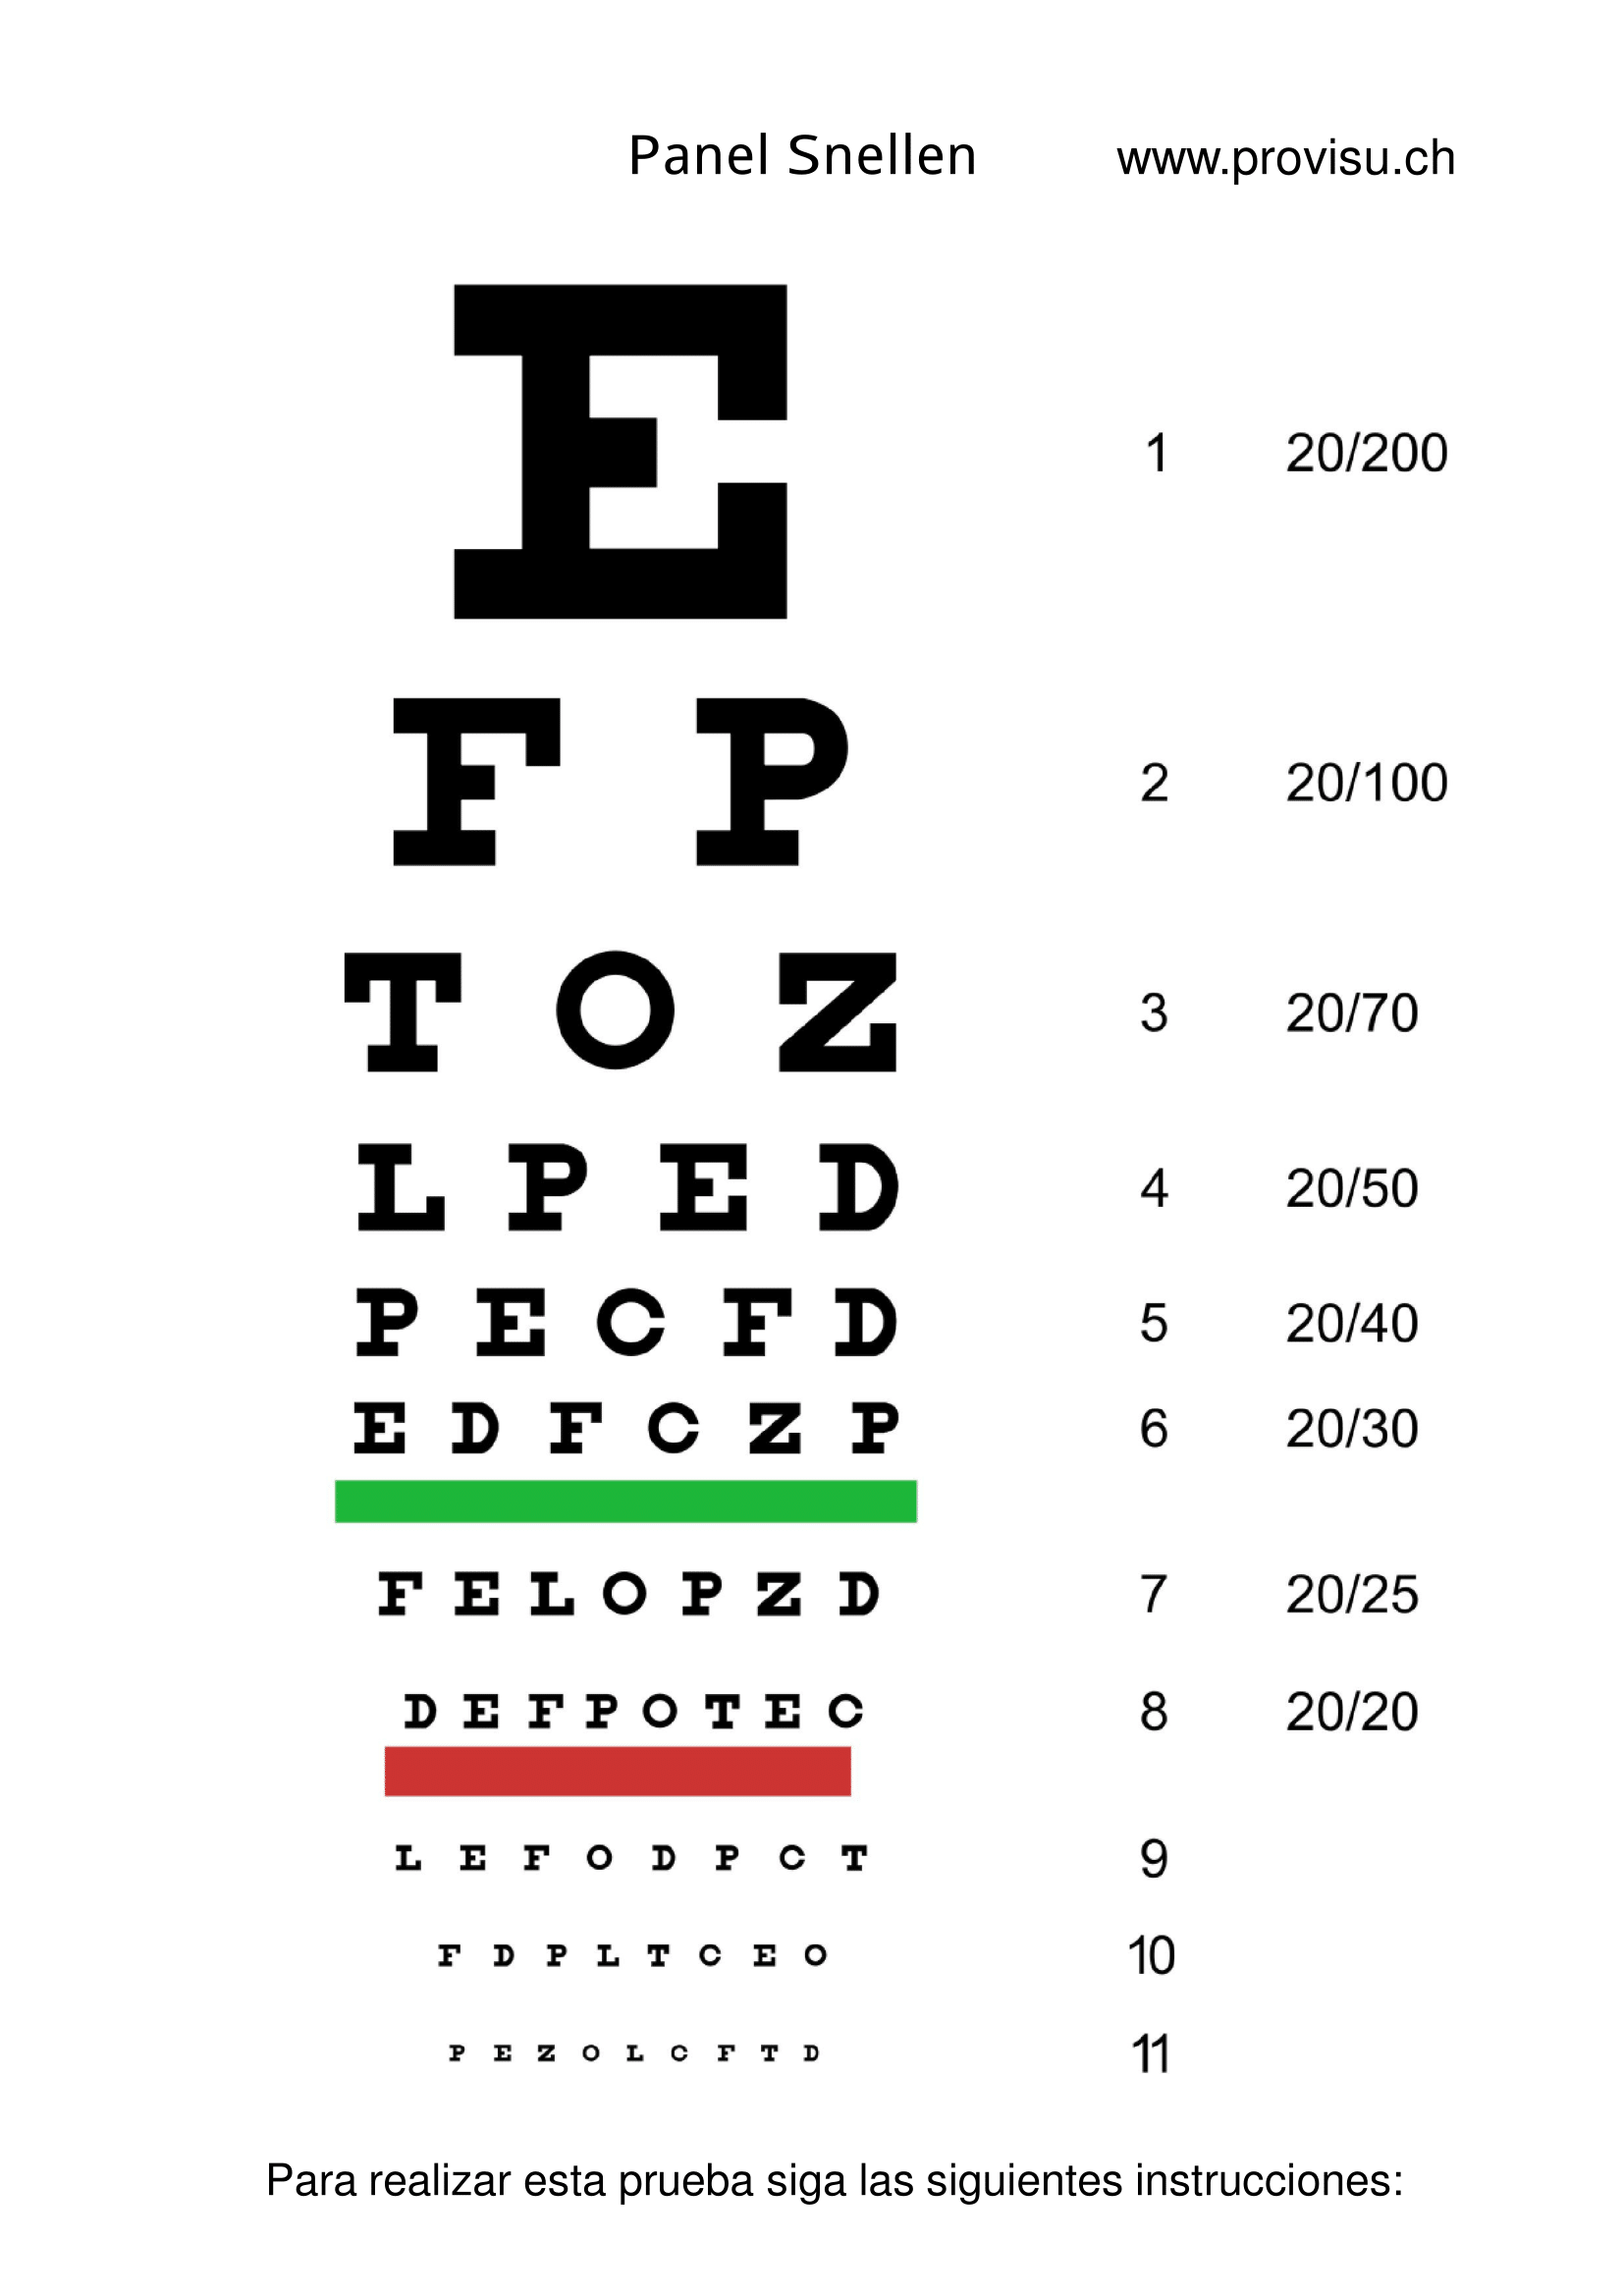 Panel Snellen www.provisu.ch
E 1 20/200
F P 2 20/100
T O Z 3 20/70
L P E D 4 20/50
P E C F D 5 20/40
E D F C Z P 6 20/30
F E L O P Z D 7 20/25
D E F P O T E C 8 20/20
L E F O D P C T 9
F D P L T C E O 10
P E Z O L C F T D 11
Para realizar esta prueba siga las siguientes instrucciones: